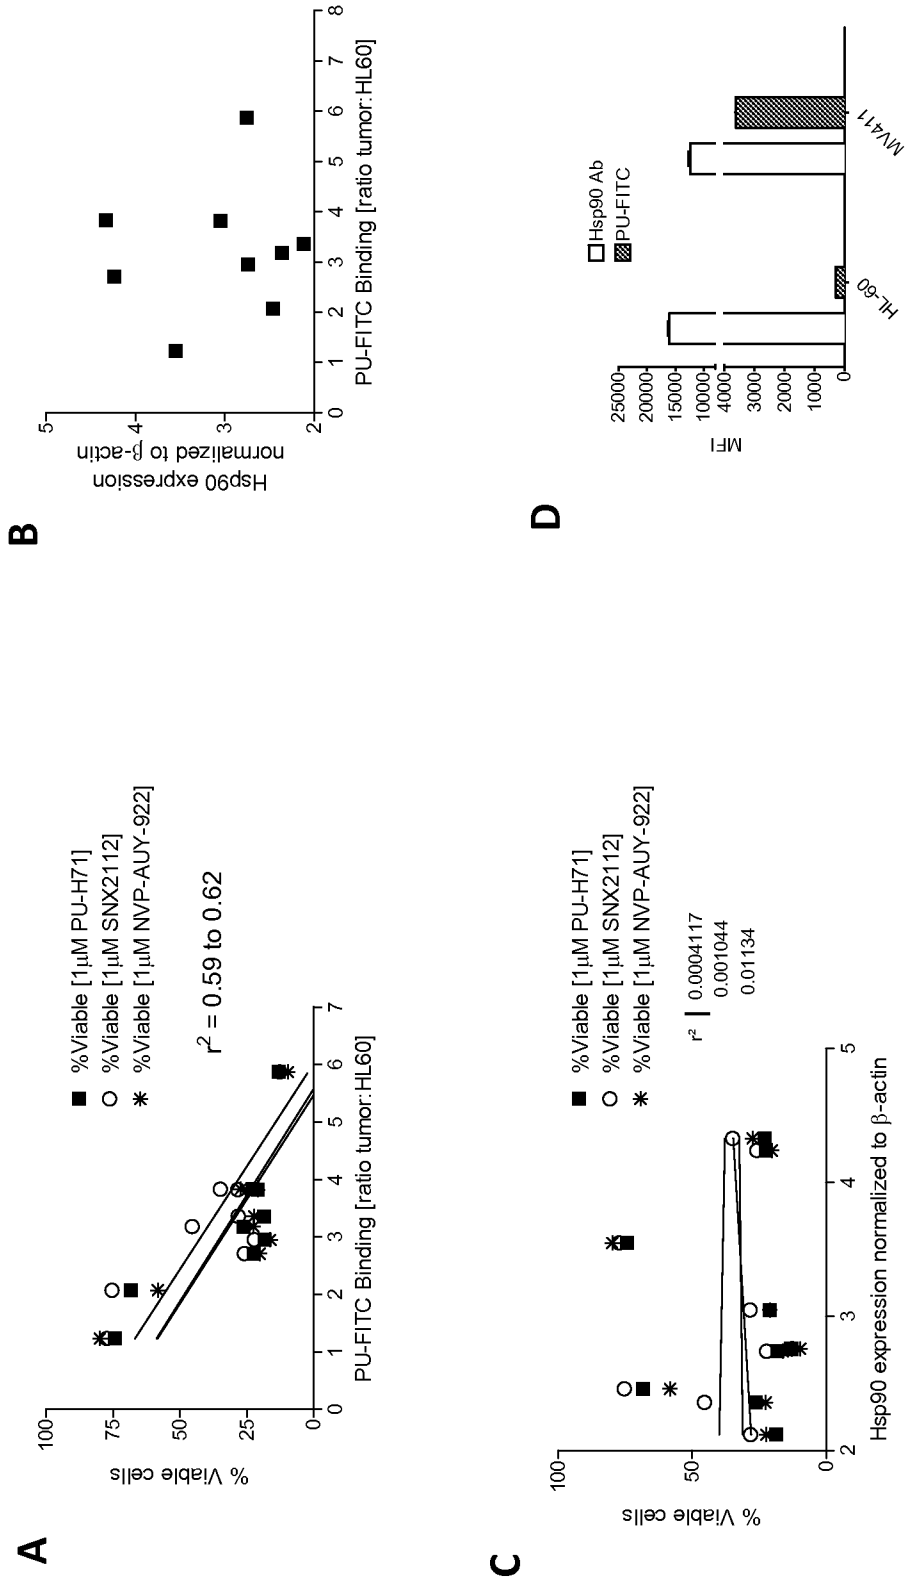 A
100
75
50
25
0
% Viable cells
0 1 2 3 4 5 6 7
PU-FITC Binding [ratio tumor:HL60]
%Viable [1µM PU-H71]
%Viable [1µM SNX2112]
%Viable [1µM NVP-AUY-922]
r² = 0.59 to 0.62
B
5
4
3
2
Hsp90 expression
normalized to β-actin
0 1 2 3 4 5 6 7 8
PU-FITC Binding [ratio tumor:HL60]
C
100
50
0
% Viable cells
2 3 4 5
Hsp90 expression normalized to β-actin
%Viable [1µM PU-H71]
%Viable [1µM SNX2112]
%Viable [1µM NVP-AUY-922]
r² 0.0004117
0.001044
0.01134
D
25000
20000
15000
10000
4000
3000
2000
1000
0
MFI
HL-60 MV411
Hsp90 Ab
PU-FITC